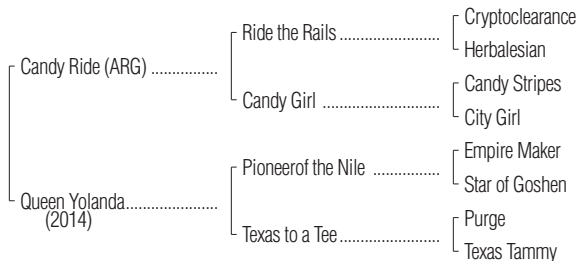 Cryptoclearance
Ride the Rails
Herbalesian
Candy Ride (ARG)
Candy Stripes
Candy Girl
City Girl
Empire Maker
Pioneerof the Nile
Star of Goshen
Queen Yolanda
(2014)
Purge
Texas to a Tee
Texas Tammy